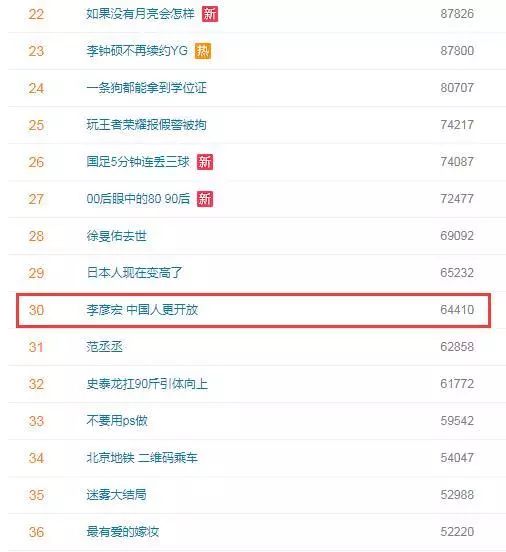 22 如果没有月亮会怎样 新 87826
23 李钟硕不再续约YG 热 87800
24 一条狗都能拿到学位证 80707
25 玩王者荣耀报假警被拘 74217
26 国足5分钟连丢三球 新 74087
27 00后眼中的80 90后 新 72477
28 徐旻佑去世 69092
29 日本人现在变高了 65232
30 李彦宏 中国人更开放 64410
31 范丞丞 62858
32 史泰龙扛90斤引体向上 61772
33 不要用ps做 59542
34 北京地铁 二维码乘车 54047
35 迷雾大结局 52988
36 最有爱的嫁妆 52220